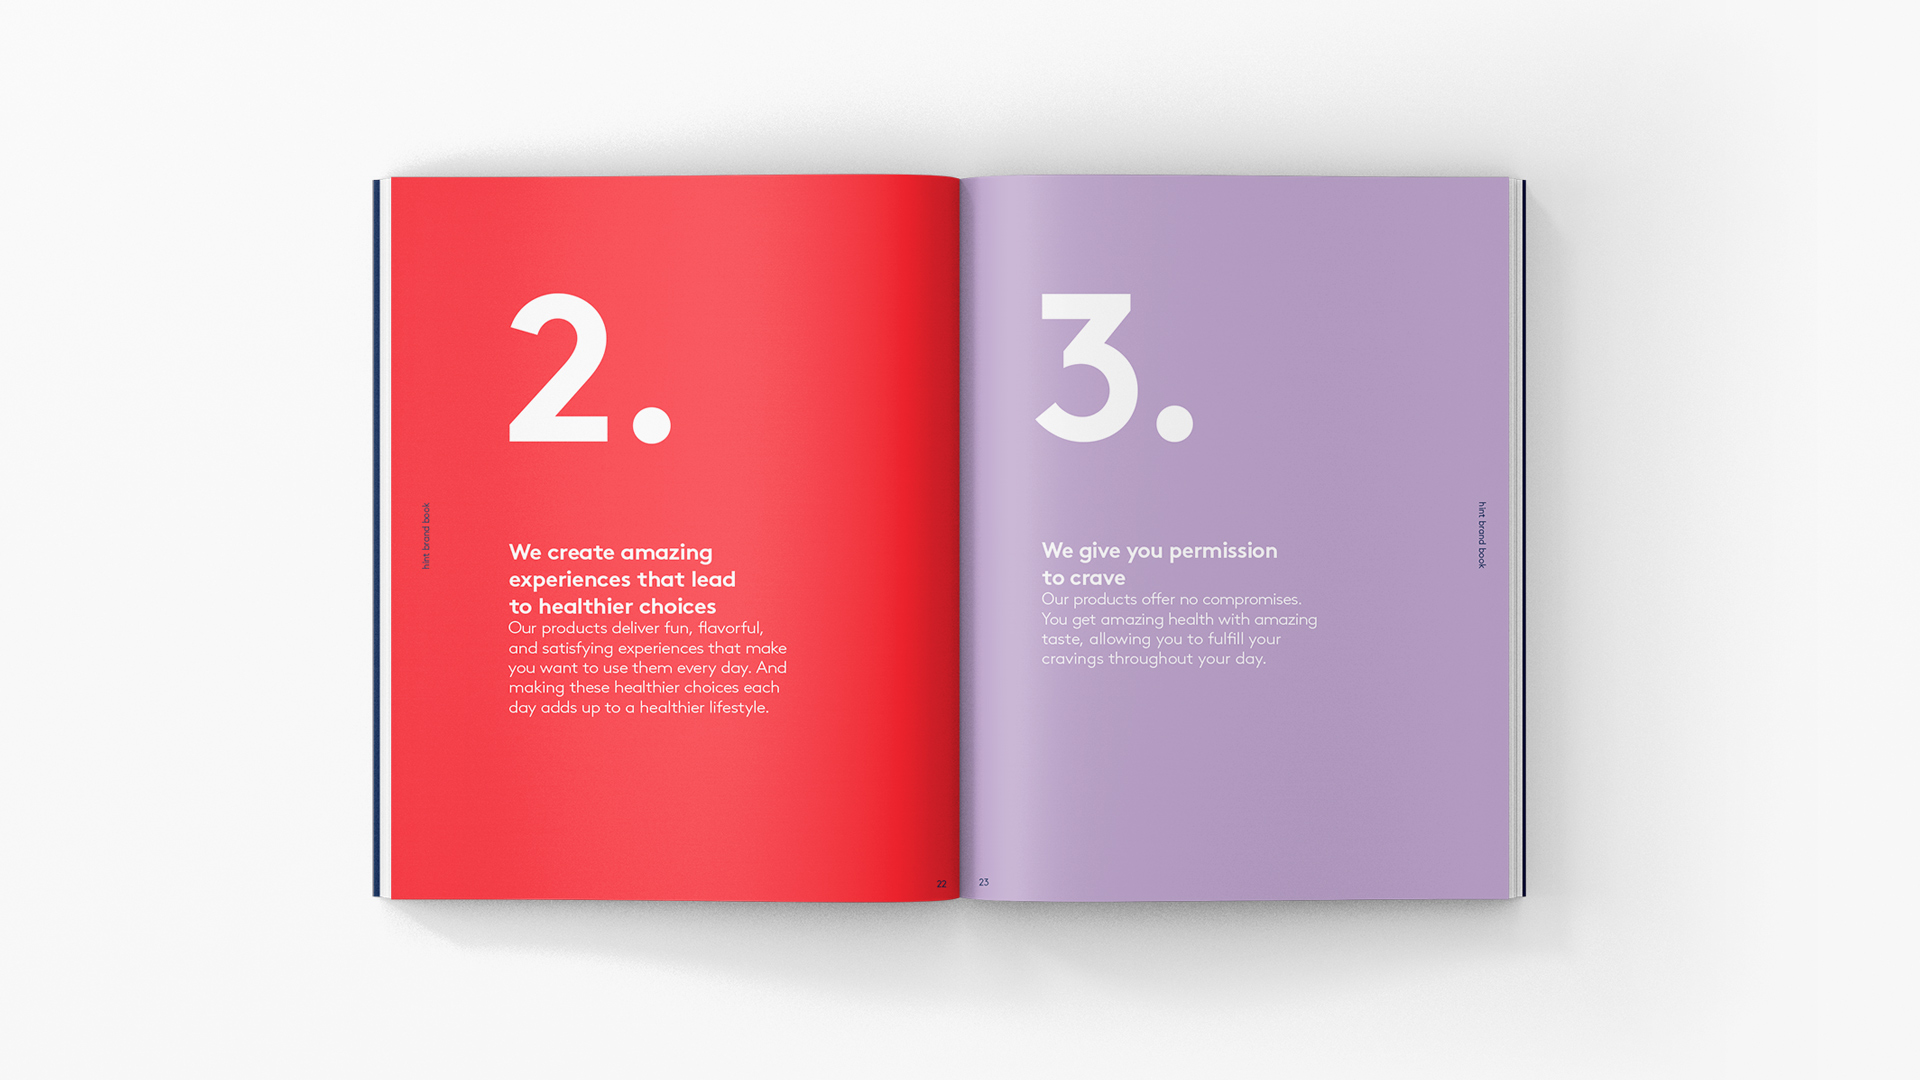 2.
hint brand book
We create amazing
experiences that lead
to healthier choices
Our products deliver fun, flavorful,
and satisfying experiences that make
you want to use them every day. And
making these healthier choices each
day adds up to a healthier lifestyle.
22
3.
We give you permission
to crave
Our products offer no compromises.
You get amazing health with amazing
taste, allowing you to fulfill your
cravings throughout your day.
hint brand book
23